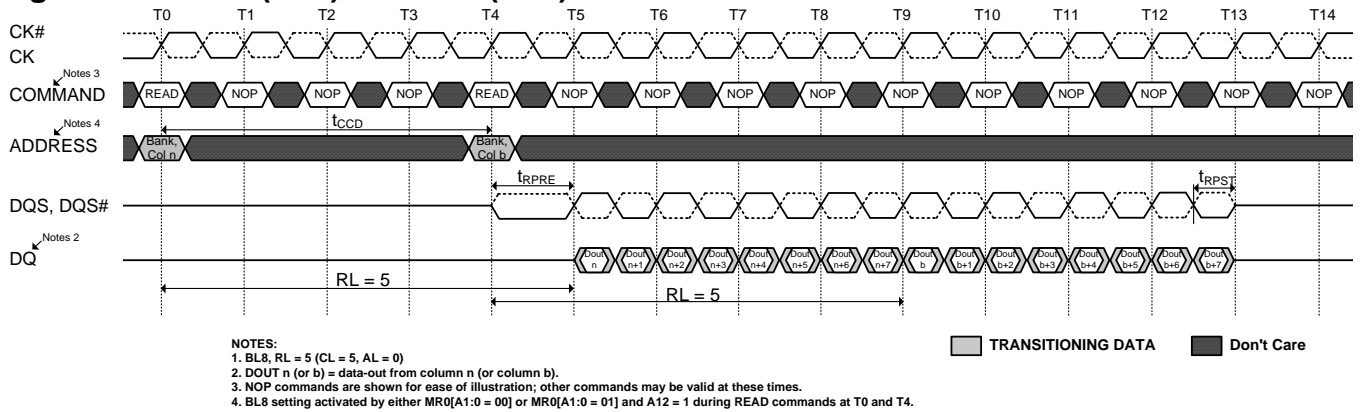 T0 T1 T2 T3 T4 T5 T6 T7 T8 T9 T10 T11 T12 T13 T14
CK#
CK
Notes 3
COMMAND READ NOP NOP NOP READ NOP NOP NOP NOP NOP NOP NOP NOP NOP NOP
tCCD
Notes 4
ADDRESS Bank, Col n Bank, Col b
tRPRE tRPST
DQS, DQS#
Notes 2
DQ Dout n Dout n+1 Dout n+2 Dout n+3 Dout n+4 Dout n+5 Dout n+6 Dout n+7 Dout b Dout b+1 Dout b+2 Dout b+3 Dout b+4 Dout b+5 Dout b+6 Dout b+7
RL = 5
RL = 5
NOTES:
1. BL8, RL = 5 (CL = 5, AL = 0)
2. DOUT n (or b) = data-out from column n (or column b).
3. NOP commands are shown for ease of illustration; other commands may be valid at these times.
4. BL8 setting activated by either MR0[A1:0 = 00] or MR0[A1:0 = 01] and A12 = 1 during READ commands at T0 and T4.
TRANSITIONING DATA
Don't Care